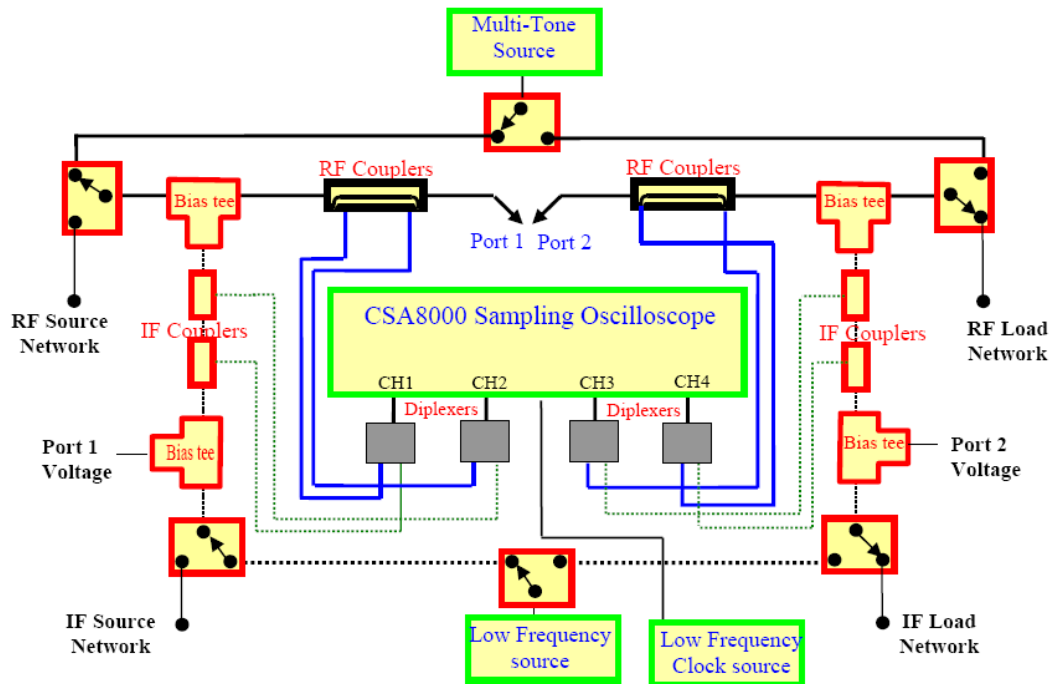 Multi-Tone
Source
RF Couplers
RF Couplers
Bias tee
Bias tee
Port 1
Port 2
RF Source
Network
IF Couplers
CSA8000 Sampling Oscilloscope
IF Couplers
RF Load
Network
CH1
CH2
CH3
CH4
Diplexers
Diplexers
Port 1
Voltage
Bias tee
Bias tee
Port 2
Voltage
IF Source
Network
Low Frequency
source
Low Frequency
Clock source
IF Load
Network